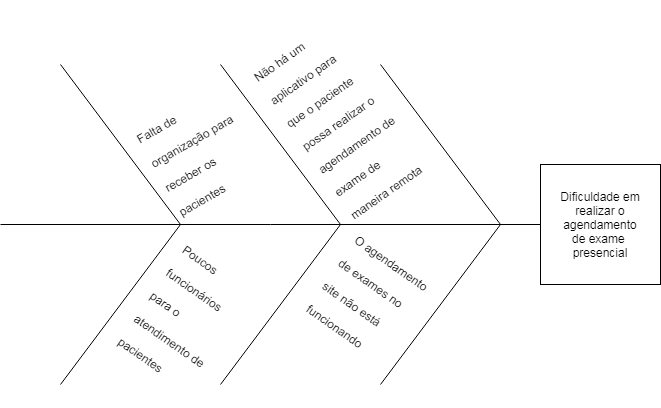 Falta de
organização para
receber os
pacientes
Não há um
aplicativo para
que o paciente
possa realizar o
agendamento de
exame de
maneira remota
Poucos
funcionários
para o
atendimento de
pacientes
O agendamento
de exames no
site não está
funcionando
Dificuldade em
realizar o
agendamento
de exame
presencial